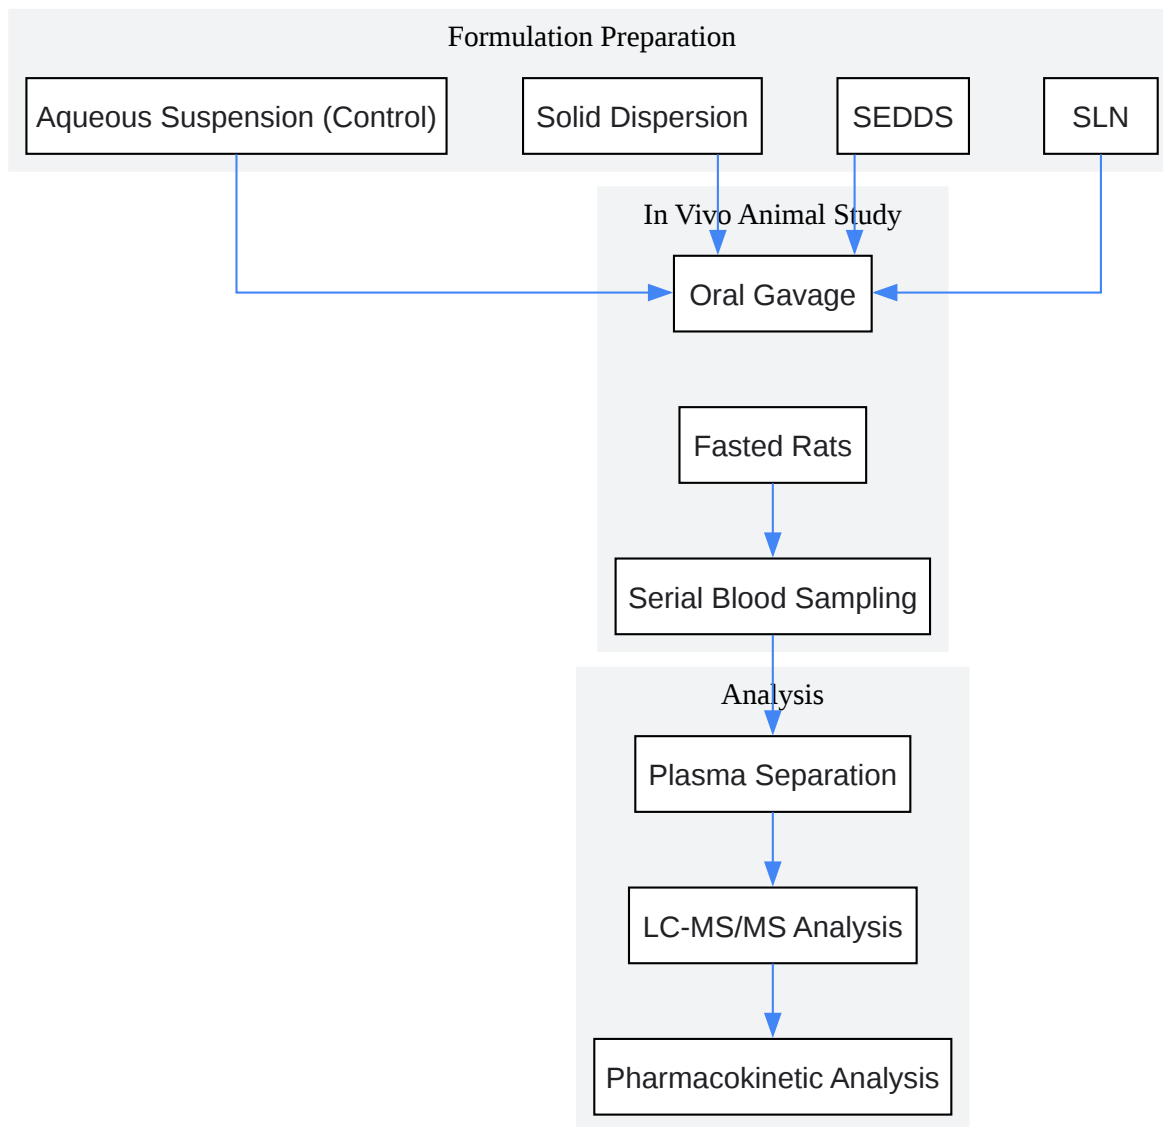 Formulation Preparation
Aqueous Suspension (Control)
Solid Dispersion
SEDDS
SLN
In Vivo Animal Study
Oral Gavage
Fasted Rats
Serial Blood Sampling
Analysis
Plasma Separation
LC-MS/MS Analysis
Pharmacokinetic Analysis